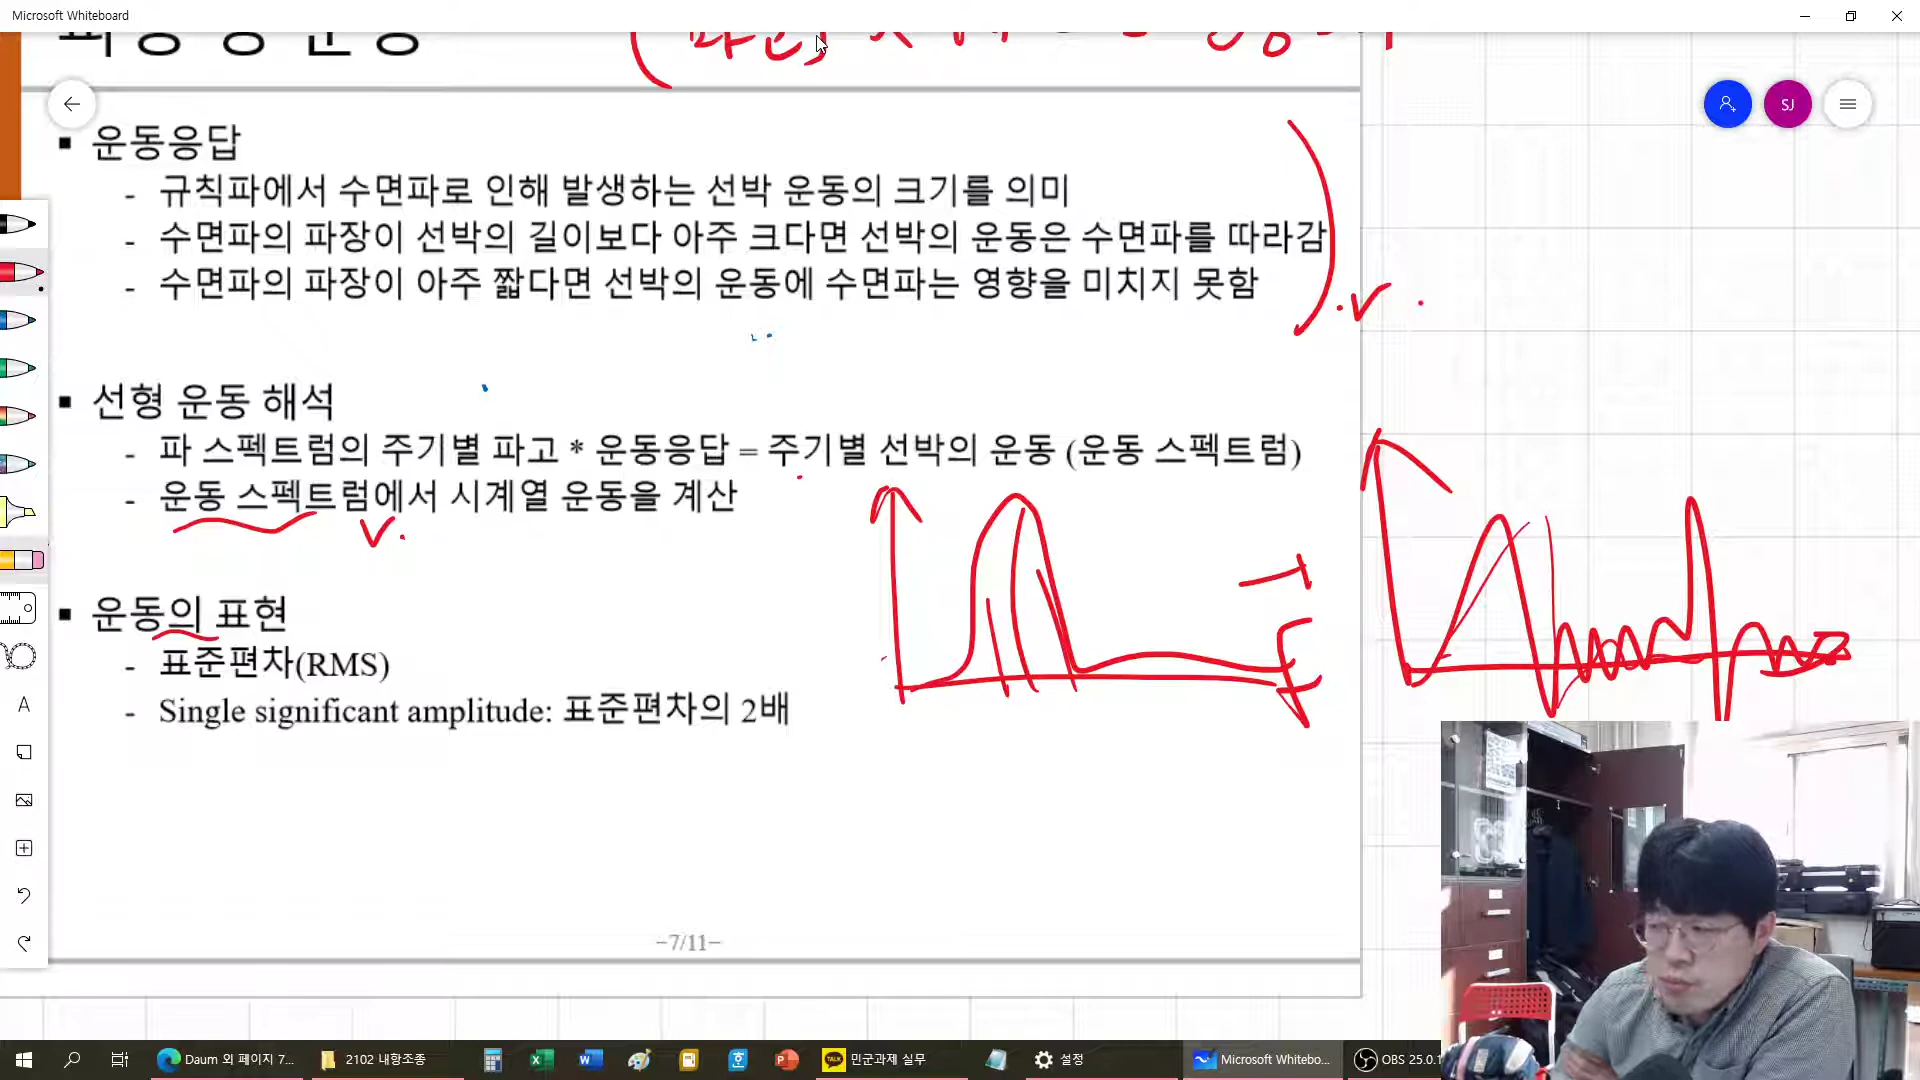 Microsoft Whiteboard
파랑 중 운동
SJ
▪ 운동응답
- 규칙파에서 수면파로 인해 발생하는 선박 운동의 크기를 의미
- 수면파의 파장이 선박의 길이보다 아주 크다면 선박의 운동은 수면파를 따라감
- 수면파의 파장이 아주 짧다면 선박의 운동에 수면파는 영향을 미치지 못함
▪ 선형 운동 해석
- 파 스펙트럼의 주기별 파고 * 운동응답 = 주기별 선박의 운동 (운동 스펙트럼)
- 운동 스펙트럼에서 시계열 운동을 계산
▪ 운동의 표현
- 표준편차(RMS)
- Single significant amplitude: 표준편차의 2배
-7/11-
Daum 외 페이지 7...
2102 내항조종
민군과제 실무
설정
Microsoft Whitebo...
OBS 25.0.1